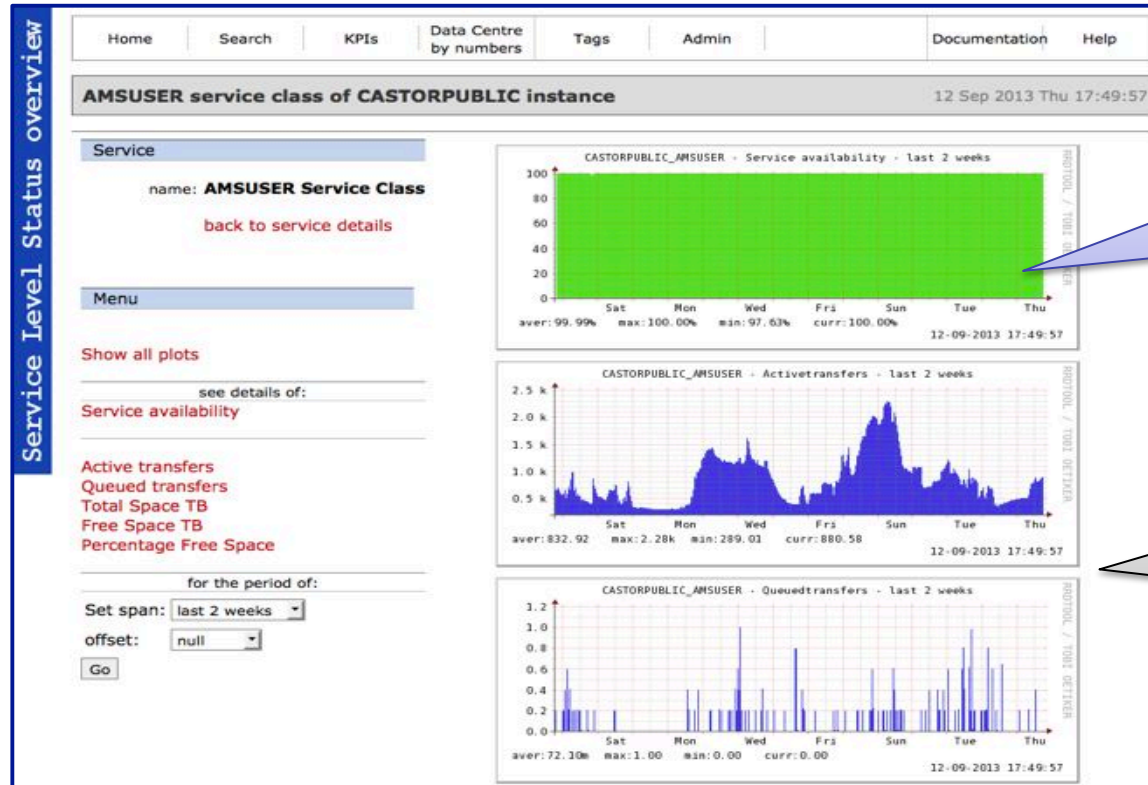 Service Level Status overview
Home Search KPIs Data Centre by numbers Tags Admin Documentation Help
AMSUSER service class of CASTORPUBLIC instance 12 Sep 2013 Thu 17:49:57
Service
name: AMSUSER Service Class
back to service details
Menu
Show all plots
see details of:
Service availability
Active transfers
Queued transfers
Total Space TB
Free Space TB
Percentage Free Space
for the period of:
Set span: last 2 weeks
offset: null
Go
CASTORPUBLIC_AMSUSER - Service availability - last 2 weeks
100
80
60
40
20
0
Sat Mon Wed Fri Sun Tue Thu
aver:99.99% max:100.00% min:97.63% curr:100.00%
12-09-2013 17:49:57
RRDTOOL / TOBI OETIKER
CASTORPUBLIC_AMSUSER - Activetransfers - last 2 weeks
2.5 k
2.0 k
1.5 k
1.0 k
0.5 k
Sat Mon Wed Fri Sun Tue Thu
aver:832.92 max:2.28k min:289.01 curr:880.58
12-09-2013 17:49:57
RRDTOOL / TOBI OETIKER
CASTORPUBLIC_AMSUSER - Queuedtransfers - last 2 weeks
1.2
1.0
0.8
0.6
0.4
0.2
0.0
Sat Mon Wed Fri Sun Tue Thu
aver:72.10m max:1.00 min:0.00 curr:0.00
12-09-2013 17:49:57
RRDTOOL / TOBI OETIKER